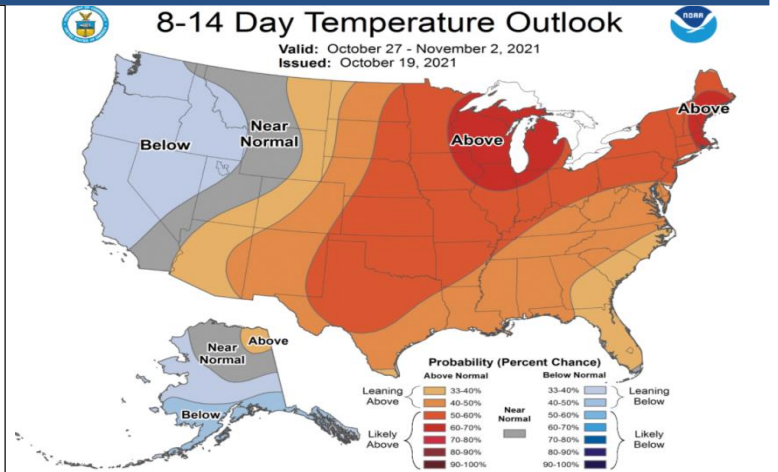 8-14 Day Temperature Outlook
Valid: October 27 - November 2, 2021
Issued: October 19, 2021
NOAA
Below
Near
Normal
Above
Above
Near
Normal
Above
Below
Probability (Percent Chance)
Above Normal
Below Normal
Leaning
Above
33-40%
40-50%
Likely
Above
50-60%
60-70%
70-80%
80-90%
90-100%
Near
Normal
33-40%
40-50%
Leaning
Below
50-60%
60-70%
70-80%
80-90%
90-100%
Likely
Below